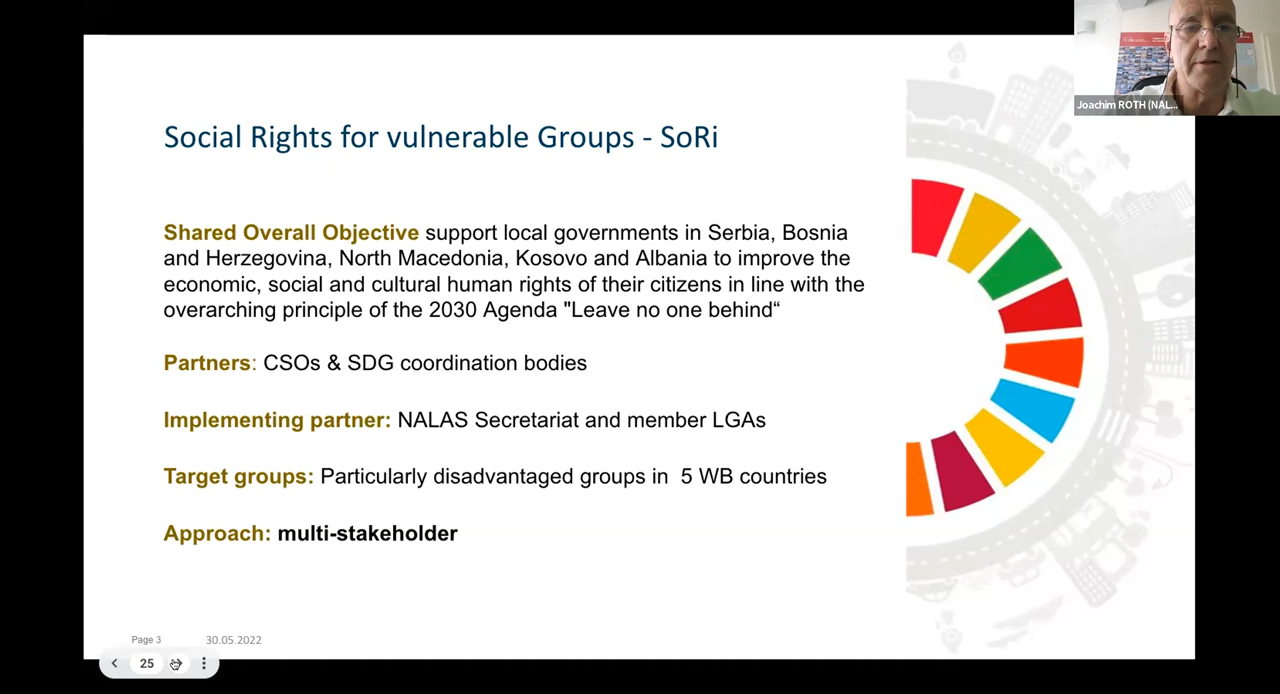 Joachim ROTH (NAL...
Social Rights for vulnerable Groups - SoRi
Shared Overall Objective support local governments in Serbia, Bosnia
and Herzegovina, North Macedonia, Kosovo and Albania to improve the
economic, social and cultural human rights of their citizens in line with the
overarching principle of the 2030 Agenda "Leave no one behind“
Partners: CSOs & SDG coordination bodies
Implementing partner: NALAS Secretariat and member LGAs
Target groups: Particularly disadvantaged groups in  5 WB countries
Approach: multi-stakeholder
Page 3
30.05.2022
25